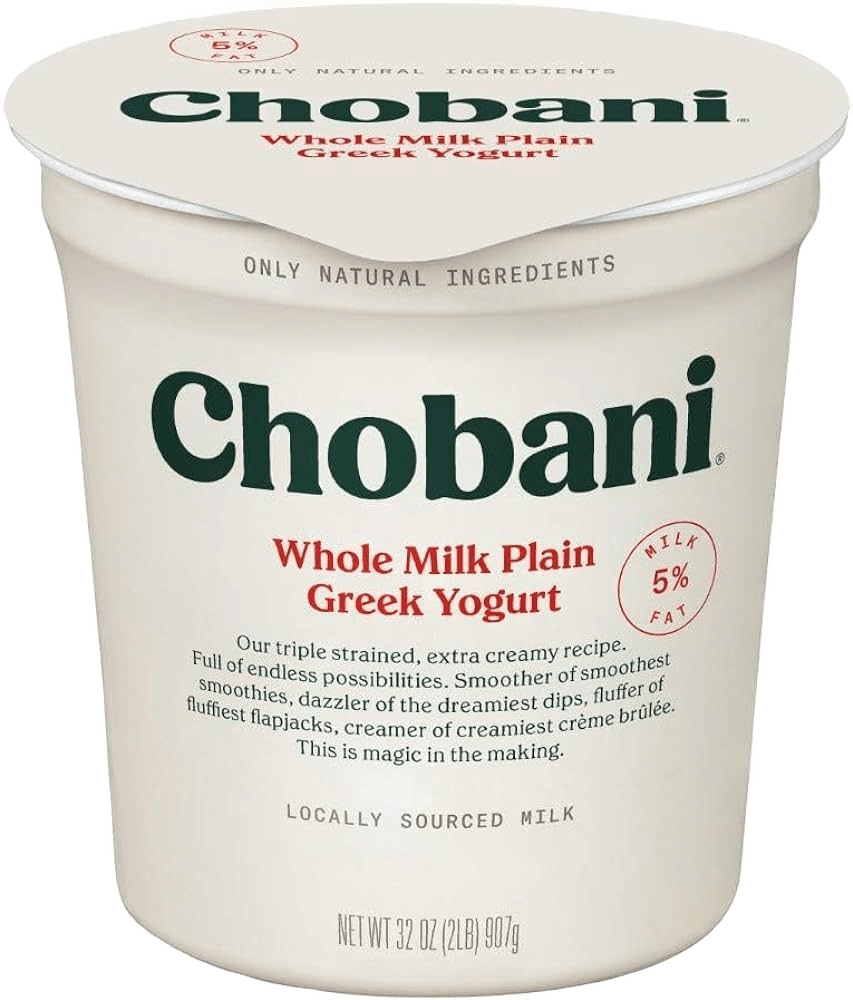 MILK
5%
FAT
ONLY NATURAL INGREDIENTS
Chobani®
Whole Milk Plain
Greek Yogurt
ONLY NATURAL INGREDIENTS
Chobani®
Whole Milk Plain
Greek Yogurt
MILK
5%
FAT
Our triple strained, extra creamy recipe.
Full of endless possibilities. Smoother of smoothest
smoothies, dazzler of the dreamiest dips, fluffer of
fluffiest flapjacks, creamer of creamiest crème brûlée.
This is magic in the making.
LOCALLY SOURCED MILK
NET WT 32 OZ (2LB) 907g